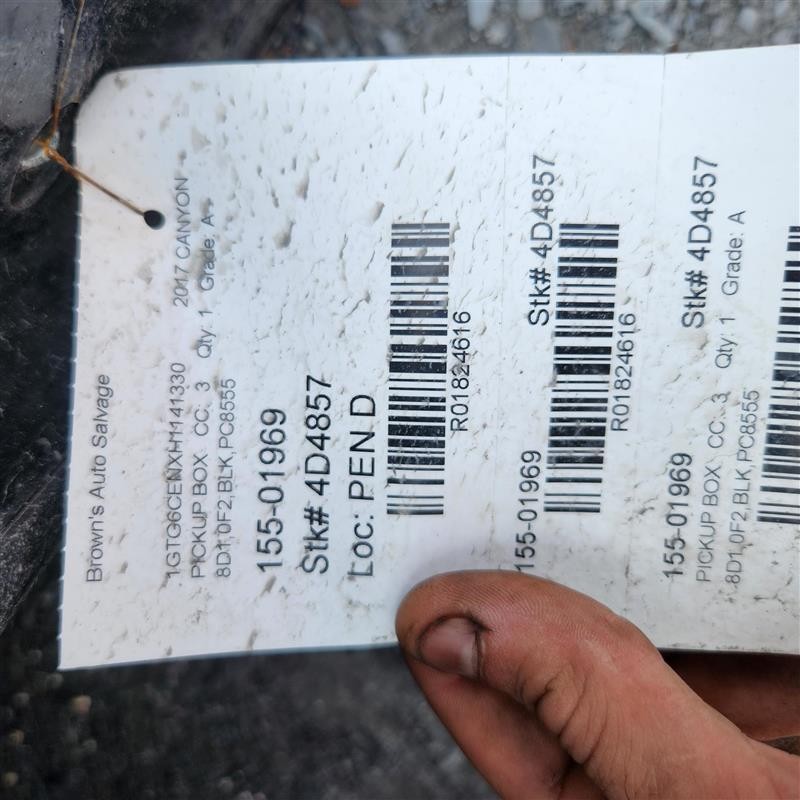 Brown's Auto Salvage
1GTG6CENXH1141330 2017 CANYON
PICKUP BOX CC: 3 Qty: 1 Grade: A
8D1,0F2,BLK,PC8555
155-01969
Stk# 4D4857
Loc: PEN D
R01824616
155-01969 Stk# 4D4857
R01824616
155-01969 Stk# 4D4857
PICKUP BOX CC: 3 Qty: 1 Grade: A
8D1,0F2,BLK,PC8555